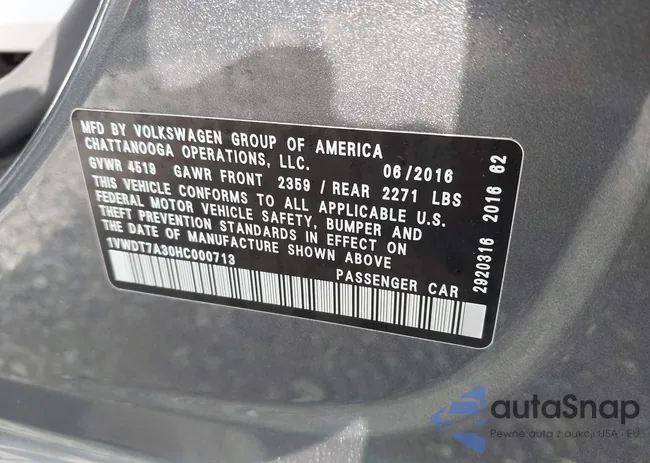 MFD BY VOLKSWAGEN GROUP OF AMERICA
CHATTANOOGA OPERATIONS, LLC. 06/2016
GVWR 4519 GAWR FRONT 2359 / REAR 2271 LBS
THIS VEHICLE CONFORMS TO ALL APPLICABLE U.S.
FEDERAL MOTOR VEHICLE SAFETY, BUMPER AND
THEFT PREVENTION STANDARDS IN EFFECT ON
THE DATE OF MANUFACTURE SHOWN ABOVE
1VWDT7A30HC000713
PASSENGER CAR
2920316 2016 62
autaSnap
Pewne auta z aukcji USA - EU